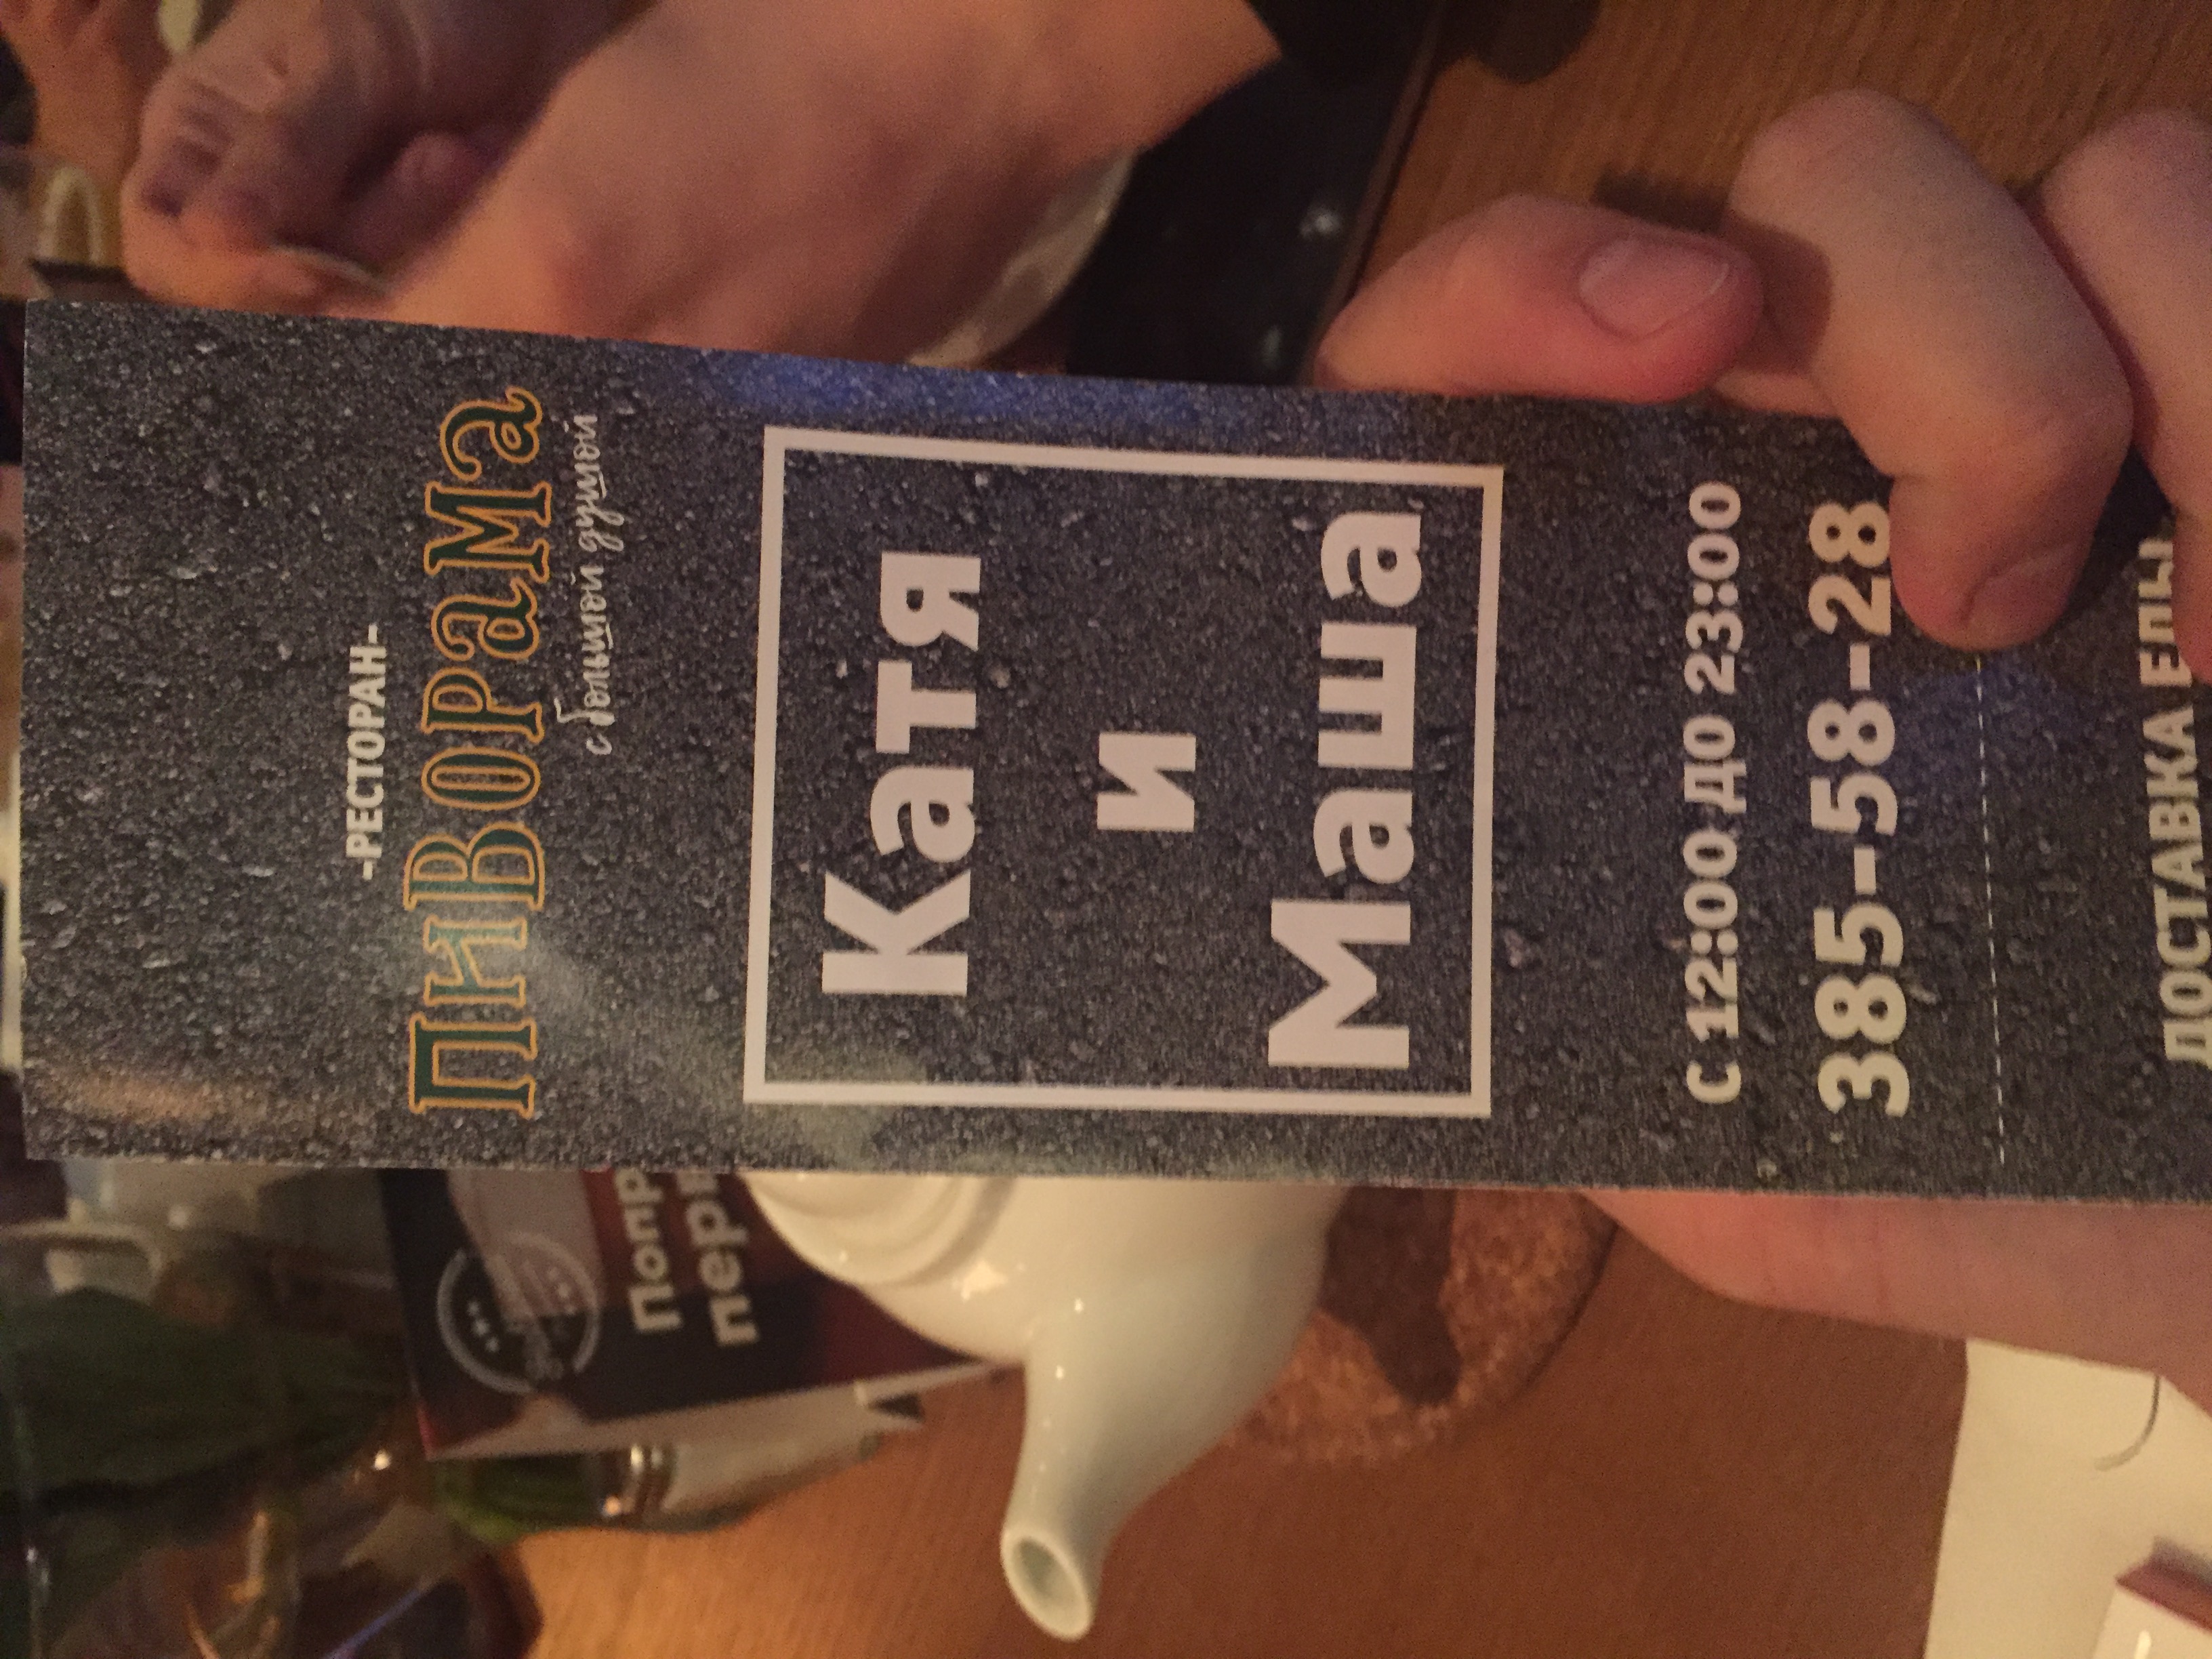 -РЕСТОРАН-
ПИВОРАМА
с большой душой
Катя
и
Маша
С 12:00 ДО 23:00
385-58-28
ДОСТАВКА ЕДЫ